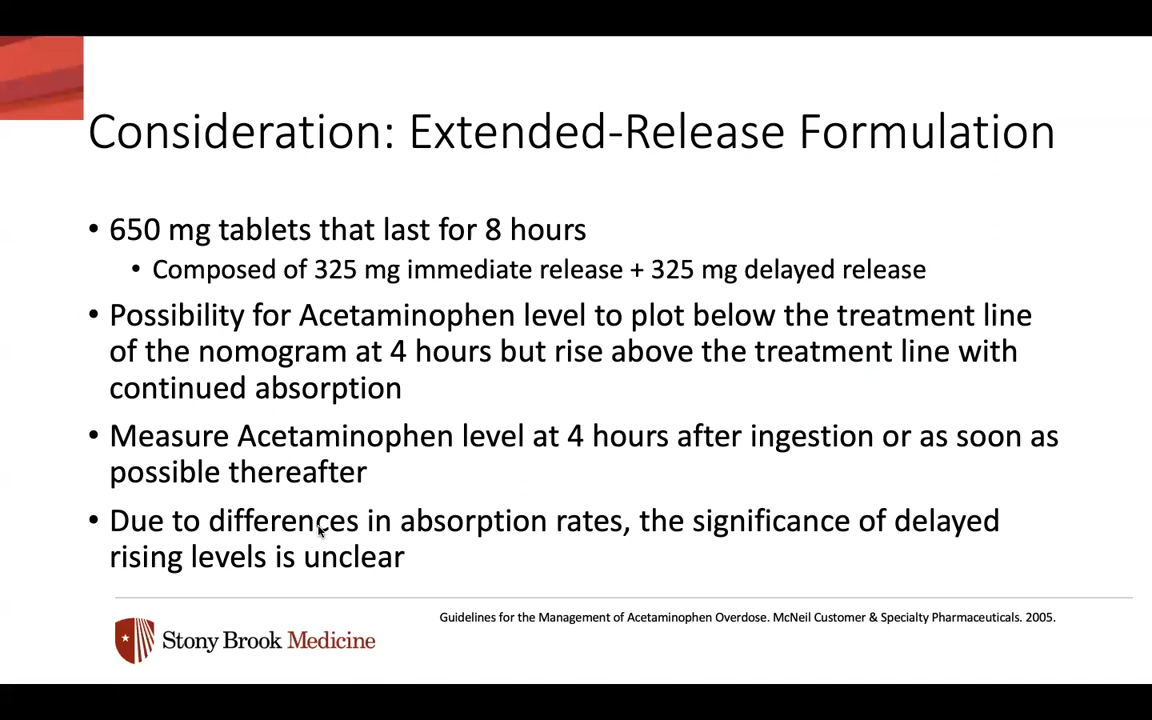 Consideration: Extended-Release Formulation
• 650 mg tablets that last for 8 hours
• Composed of 325 mg immediate release + 325 mg delayed release
• Possibility for Acetaminophen level to plot below the treatment line
of the nomogram at 4 hours but rise above the treatment line with
continued absorption
• Measure Acetaminophen level at 4 hours after ingestion or as soon as
possible thereafter
• Due to differences in absorption rates, the significance of delayed
rising levels is unclear
Guidelines for the Management of Acetaminophen Overdose. McNeil Customer & Specialty Pharmaceuticals. 2005.
Stony Brook Medicine